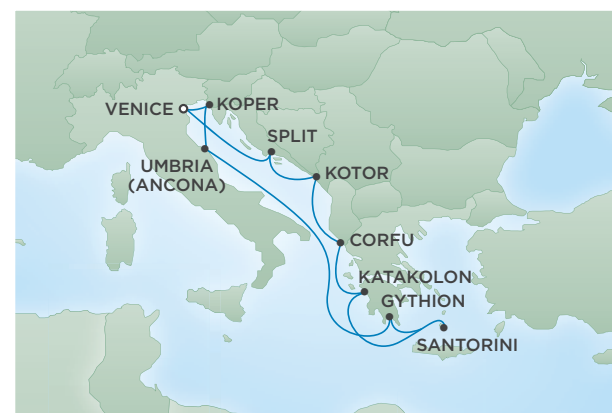 VENICE
KOPER
SPLIT
UMBRIA
(ANCONA)
KOTOR
CORFU
KATAKOLON
GYTHION
SANTORINI